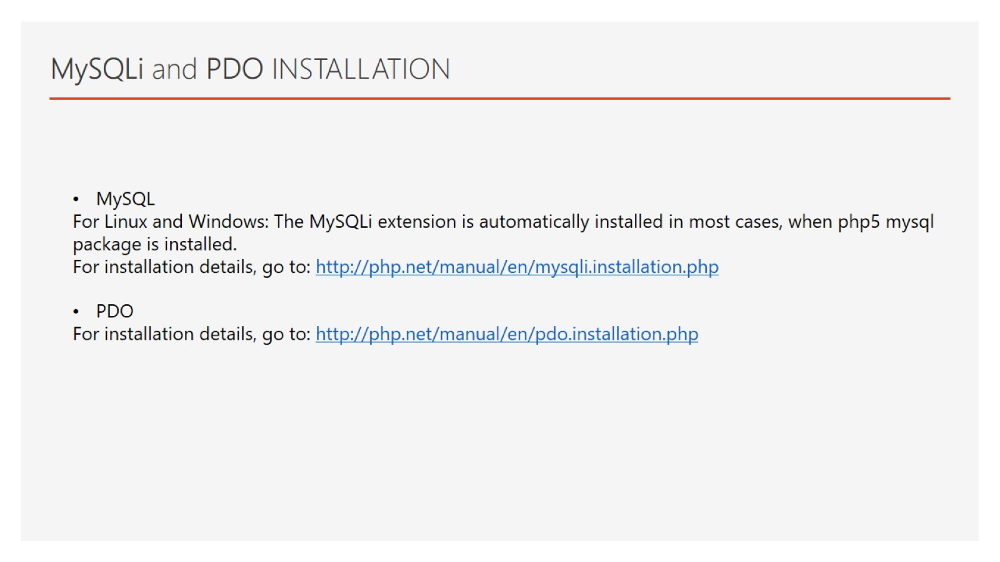 MySQLi and PDO INSTALLATION
• MySQL
For Linux and Windows: The MySQLi extension is automatically installed in most cases, when php5 mysql
package is installed.
For installation details, go to: http://php.net/manual/en/mysqli.installation.php
• PDO
For installation details, go to: http://php.net/manual/en/pdo.installation.php